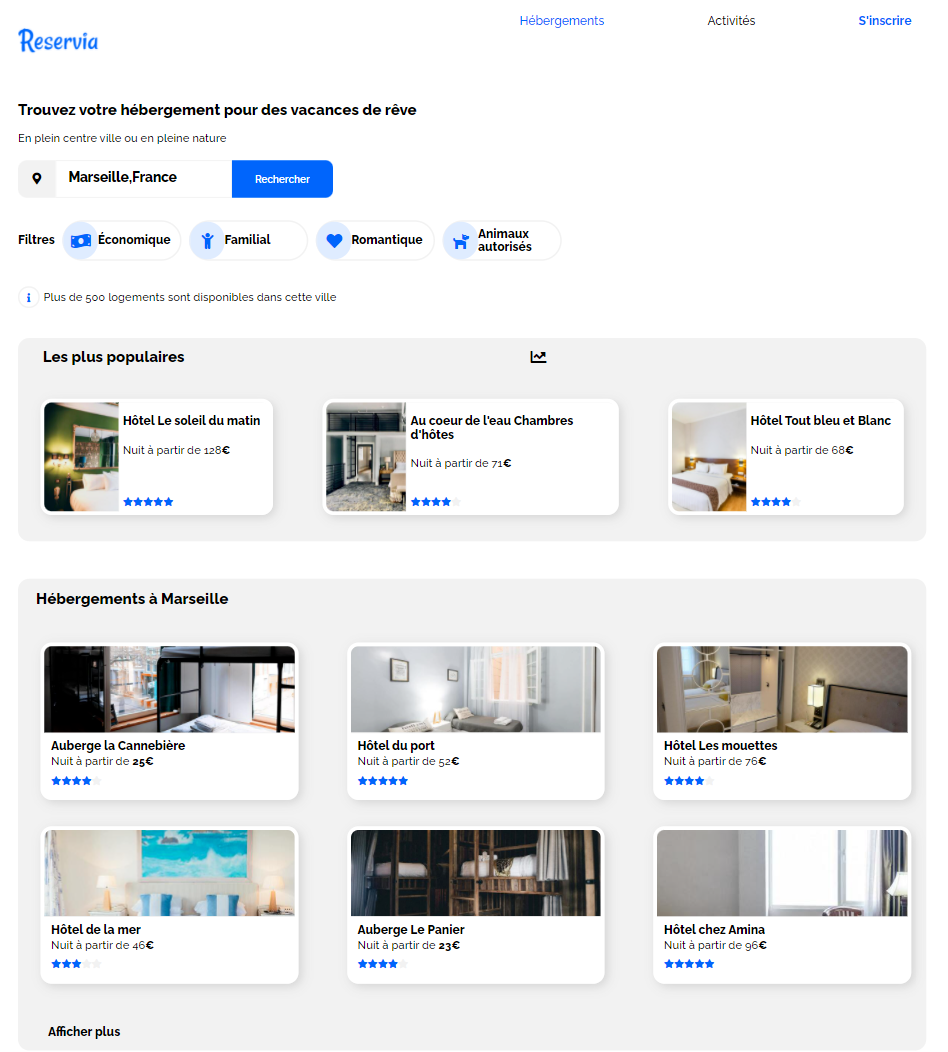 Reservia
Hébergements
Activités
S'inscrire
Trouvez votre hébergement pour des vacances de rêve
En plein centre ville ou en pleine nature
Marseille,France
Rechercher
Filtres
Économique
Familial
Romantique
Animaux
autorisés
Plus de 500 logements sont disponibles dans cette ville
Les plus populaires
Hôtel Le soleil du matin
Nuit à partir de 128€
Au coeur de l'eau Chambres
d'hôtes
Nuit à partir de 71€
Hôtel Tout bleu et Blanc
Nuit à partir de 68€
Hébergements à Marseille
Auberge la Cannebière
Nuit à partir de 25€
Hôtel du port
Nuit à partir de 52€
Hôtel Les mouettes
Nuit à partir de 76€
Hôtel de la mer
Nuit à partir de 46€
Auberge Le Panier
Nuit à partir de 23€
Hôtel chez Amina
Nuit à partir de 96€
Afficher plus